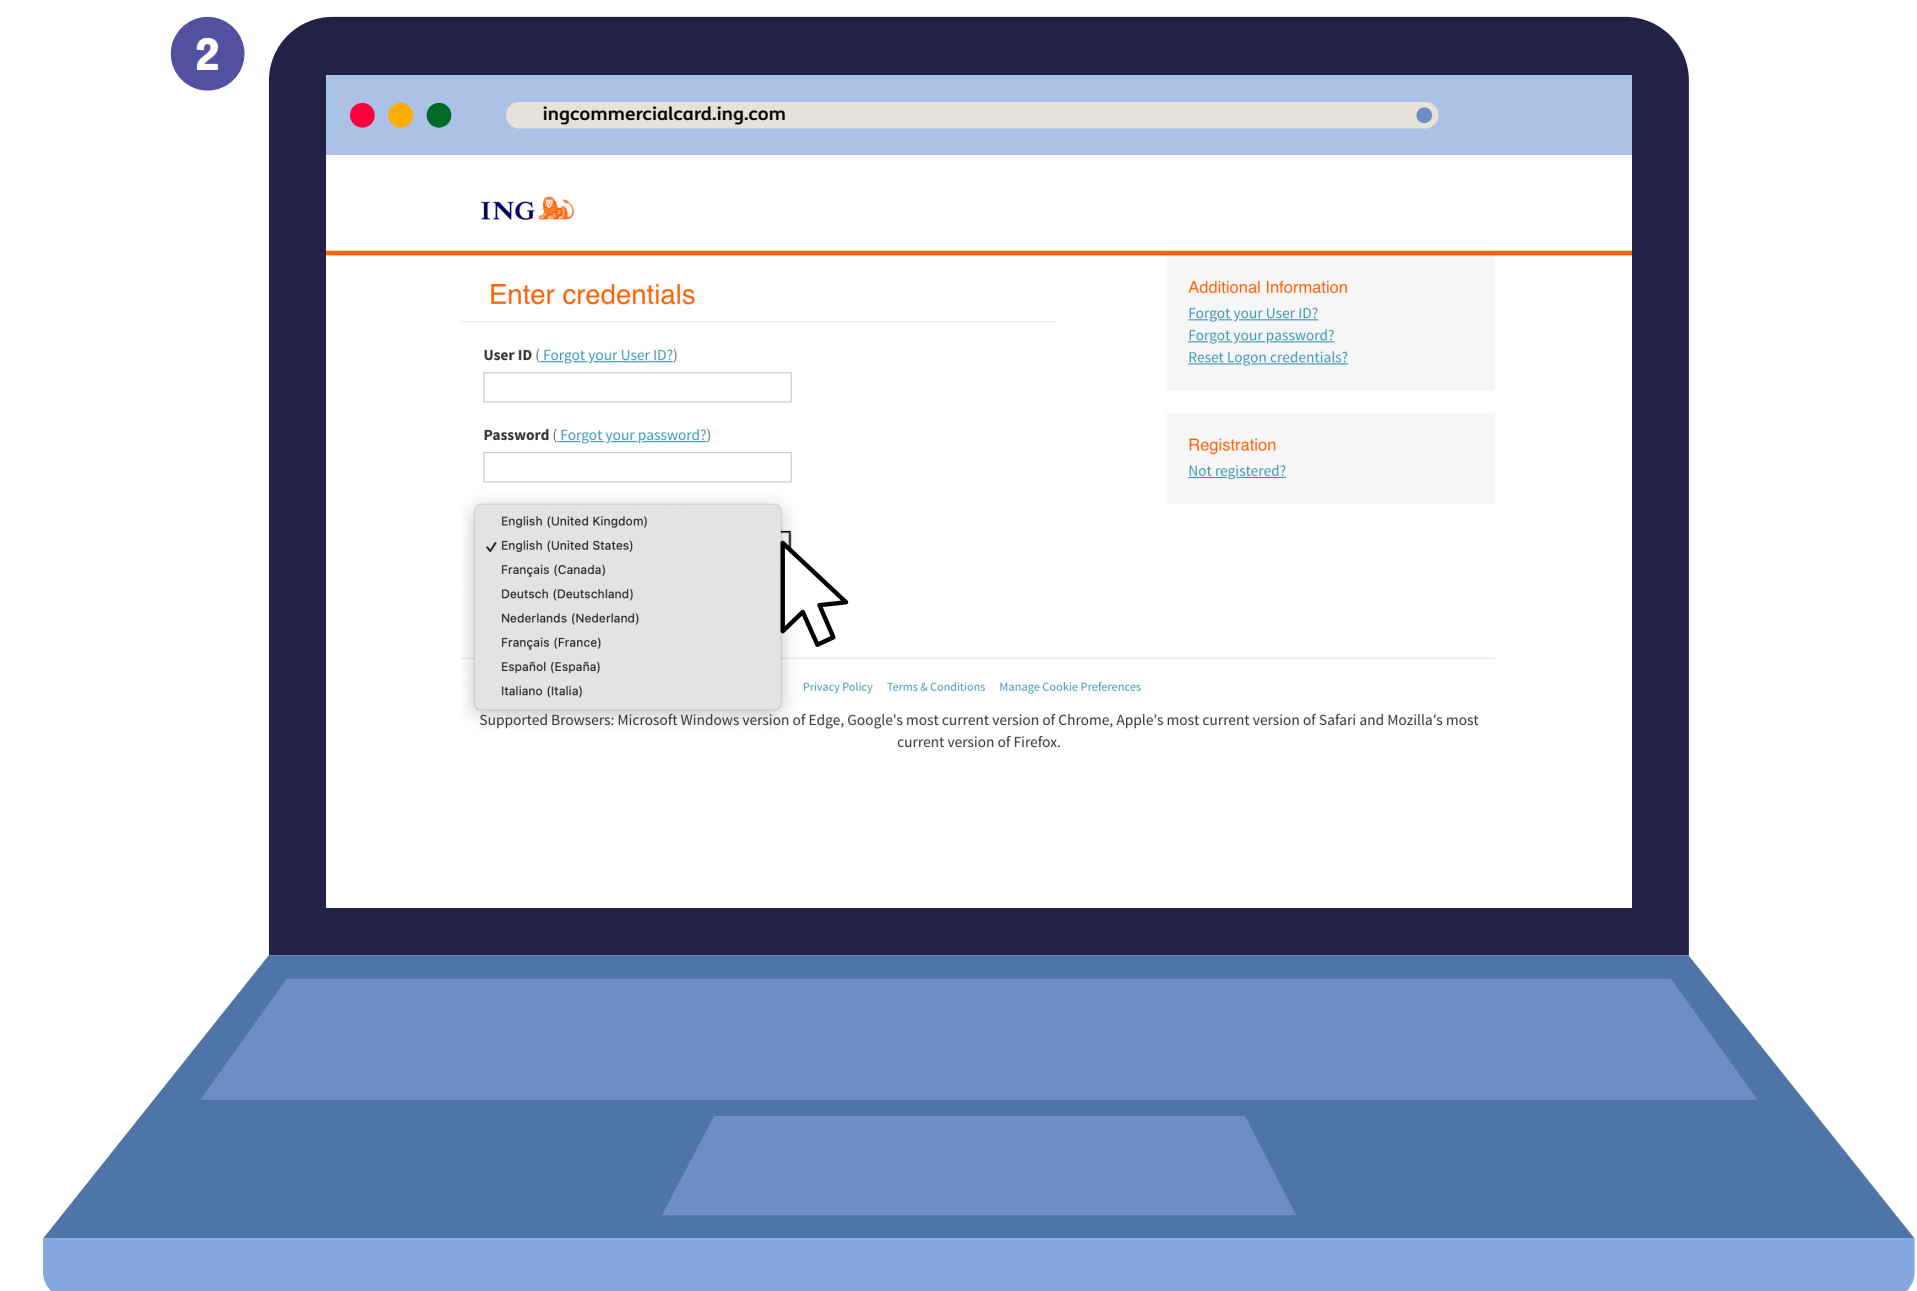 2
ingcommercialcard.ing.com
ING
Enter credentials
User ID ( Forgot your User ID?)
Password ( Forgot your password?)
English (United Kingdom)
✓ English (United States)
Français (Canada)
Deutsch (Deutschland)
Nederlands (Nederland)
Français (France)
Español (España)
Italiano (Italia)
Additional Information
Forgot your User ID?
Forgot your password?
Reset Logon credentials?
Registration
Not registered?
Privacy Policy Terms & Conditions Manage Cookie Preferences
Supported Browsers: Microsoft Windows version of Edge, Google's most current version of Chrome, Apple's most current version of Safari and Mozilla's most
current version of Firefox.